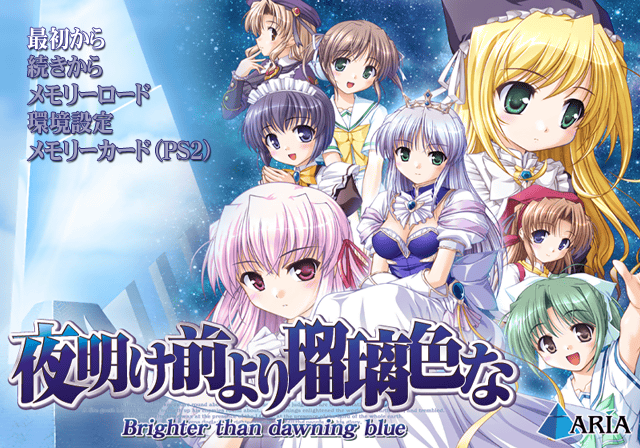 最初から
続きから
メモリーロード
環境設定
メモリーカード(PS2)
夜明け前より瑠璃色な
Brighter than dawning blue
ARIA